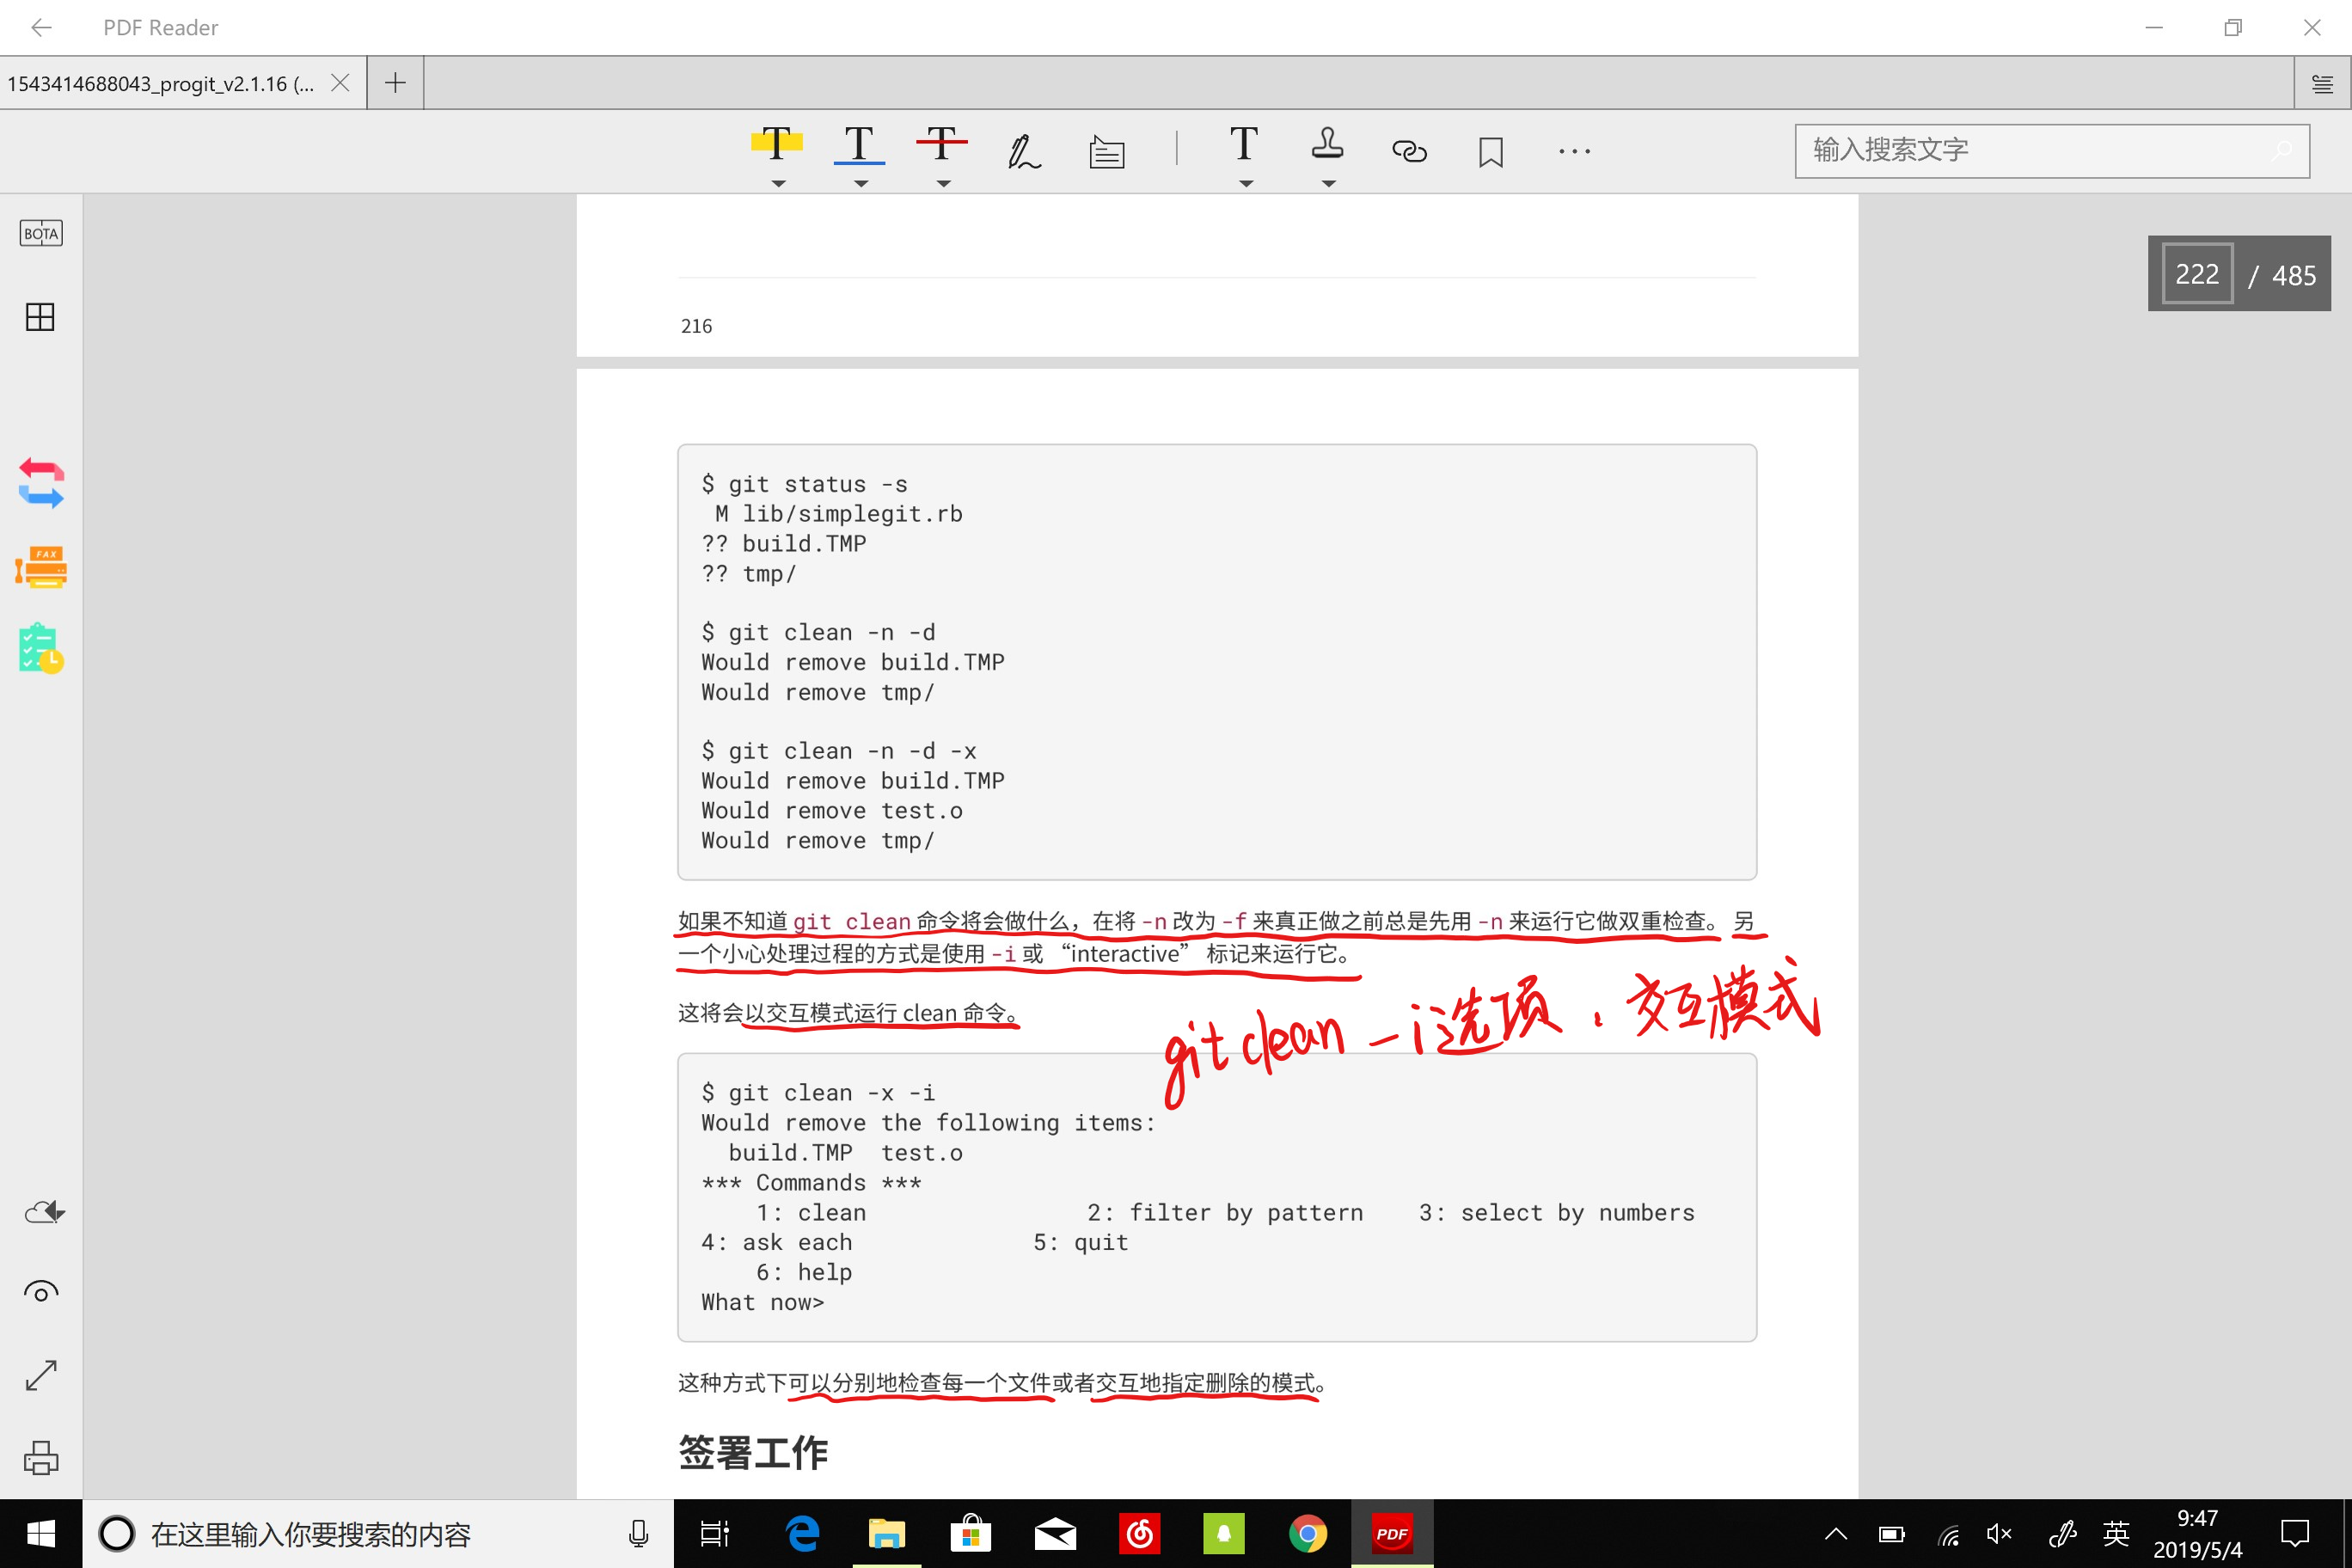 PDF Reader
1543414688043_progit_v2.1.16 (...
T T T T
输入搜索文字
BOTA
222 / 485
216
FAX
$ git status -s
 M lib/simplegit.rb
?? build.TMP
?? tmp/
$ git clean -n -d
Would remove build.TMP
Would remove tmp/
$ git clean -n -d -x
Would remove build.TMP
Would remove test.o
Would remove tmp/
如果不知道 git clean 命令将会做什么，在将 -n 改为 -f 来真正做之前总是先用 -n 来运行它做双重检查。 另
一个小心处理过程的方式是使用 -i 或 “interactive” 标记来运行它。
这将会以交互模式运行 clean 命令。
git clean -i选项、交互模式
$ git clean -x -i
Would remove the following items:
  build.TMP  test.o
*** Commands ***
    1: clean                2: filter by pattern    3: select by numbers
4: ask each             5: quit
    6: help
What now>
这种方式下可以分别地检查每一个文件或者交互地指定删除的模式。
签署工作
在这里输入你要搜索的内容
PDF
英
9:47
2019/5/4